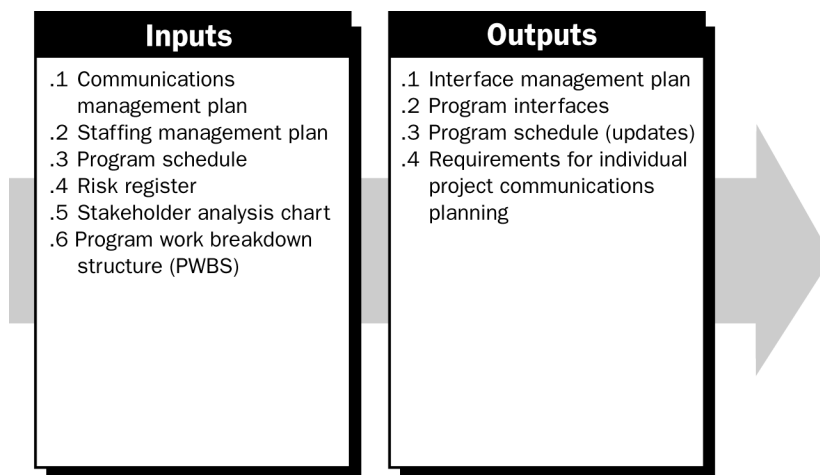 Inputs
.1 Communications
management plan
.2 Staffing management plan
.3 Program schedule
.4 Risk register
.5 Stakeholder analysis chart
.6 Program work breakdown
structure (PWBS)
Outputs
.1 Interface management plan
.2 Program interfaces
.3 Program schedule (updates)
.4 Requirements for individual
project communications
planning